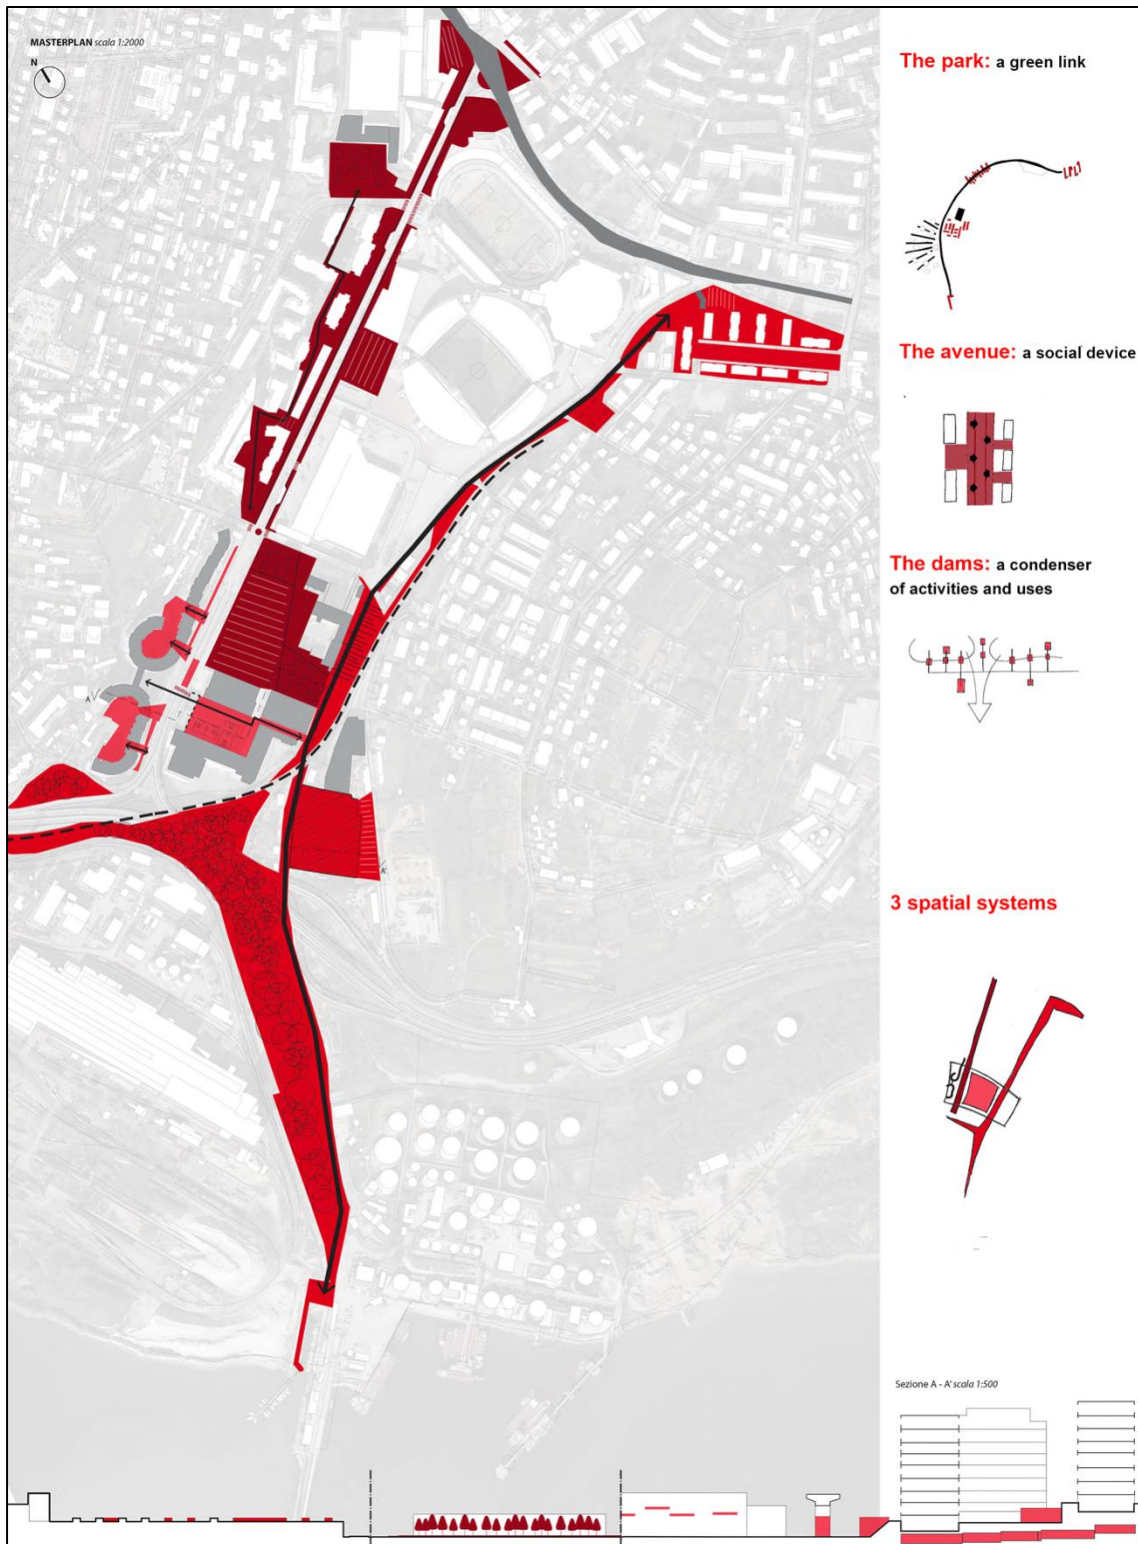 MASTERPLAN scala 1:2000
N
The park: a green link
The avenue: a social device
The dams: a condenser
of activities and uses
A
A'
3 spatial systems
Sezione A - A' scala 1:500